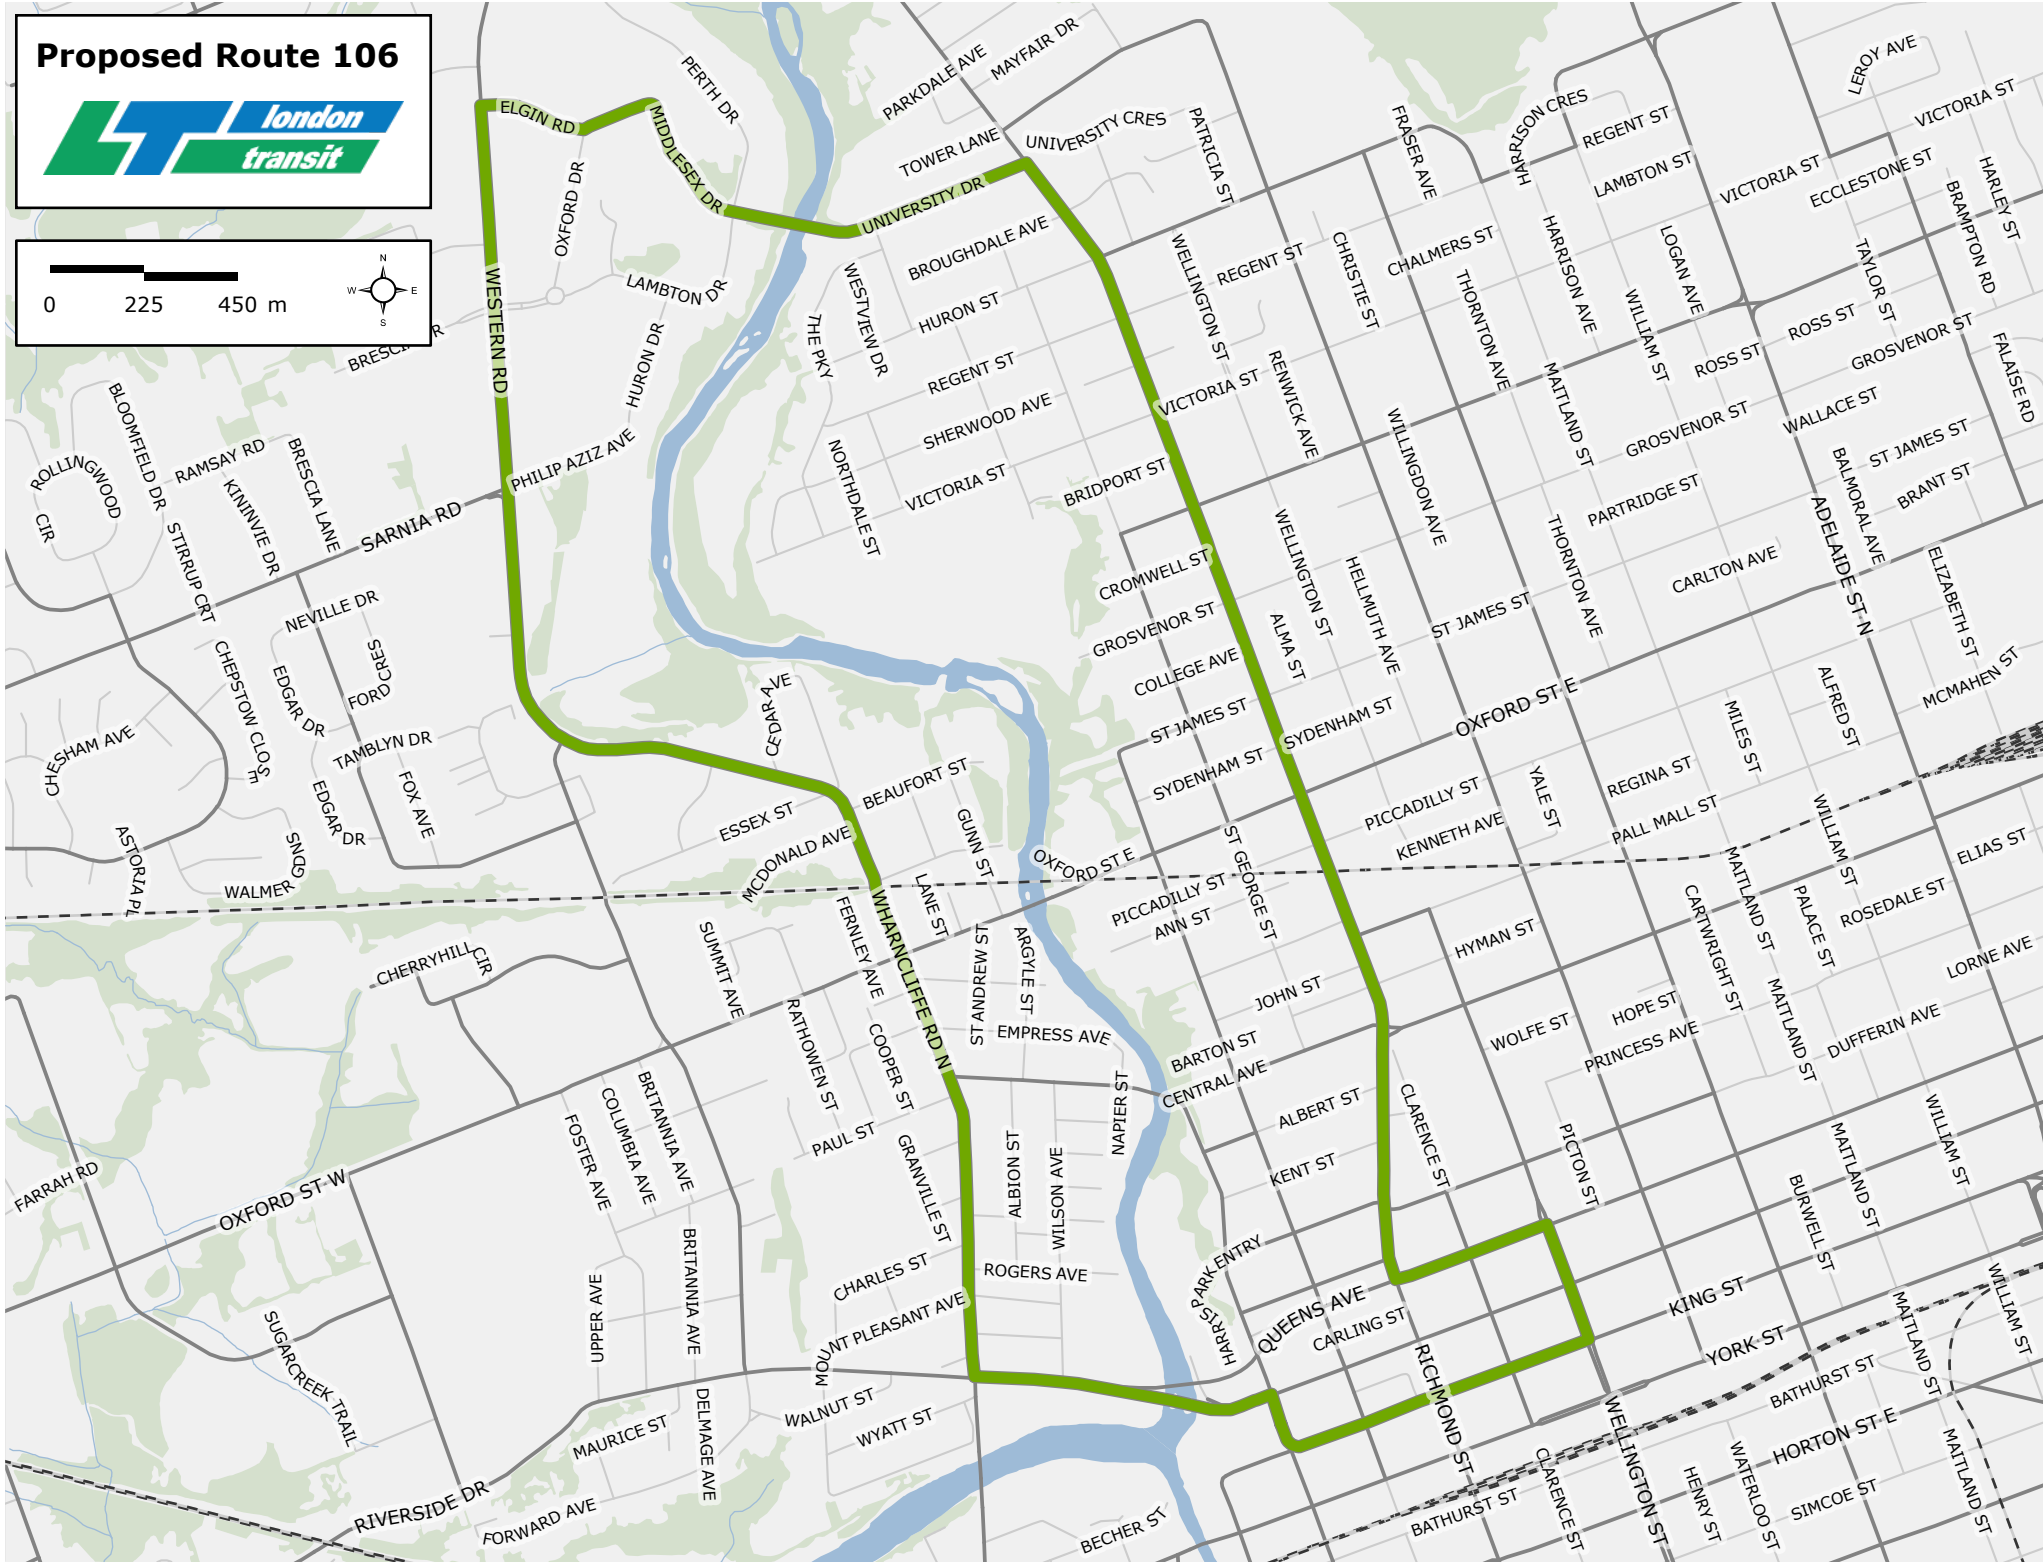 Proposed Route 106
london
transit
0 225 450 m
N
W E
S
ELGIN RD
MIDDLESEX DR
PERTH DR
OXFORD DR
PARKDALE AVE
MAYFAIR DR
TOWER LANE
UNIVERSITY CRES
UNIVERSITY DR
PATRICIA ST
FRASER AVE
HARRISON CRES
REGENT ST
LAMBTON ST
LEROY AVE
VICTORIA ST
VICTORIA ST
ECCLESTONE ST
HARLEY ST
BRAMPTON RD
WESTERN RD
LAMBTON DR
HURON DR
THE PKY
WESTVIEW DR
BROUGHDALE AVE
HURON ST
REGENT ST
WELLINGTON ST
REGENT ST
CHRISTIE ST
CHALMERS ST
THORNTON AVE
HARRISON AVE
WILLIAM ST
LOGAN AVE
TAYLOR ST
ROSS ST
ROSS ST
GROSVENOR ST
FALAISE RD
BLOOMFIELD DR
ROLLINGWOOD
CIR
RAMSAY RD
KININVIE DR
BRESCIA LANE
PHILIP AZIZ AVE
SARNIA RD
SHERWOOD AVE
NORTHDALE ST
VICTORIA ST
VICTORIA ST
RENWICK AVE
BRIDPORT ST
WILLINGDON AVE
MAITLAND ST
GROSVENOR ST
WALLACE ST
ST JAMES ST
BRANT ST
BALMORAL AVE
ADELAIDE ST N
PARTRIDGE ST
STIRRUP CRT
NEVILLE DR
CHEPSTOW CLOSE
EDGAR DR
FORD
CRES
TAMBLYN DR
FOX AVE
EDGAR DR
CHESHAM AVE
CEDAR AVE
CROMWELL ST
GROSVENOR ST
COLLEGE AVE
ST JAMES ST
SYDENHAM ST
SYDENHAM ST
WELLINGTON ST
ALMA ST
HELLMUTH AVE
ST JAMES ST
THORNTON AVE
CARLTON AVE
ELIZABETH ST
MCMAHEN ST
OXFORD ST E
ALFRED ST
MILES ST
REGINA ST
PALL MALL ST
YALE ST
PICCADILLY ST
KENNETH AVE
ASTORIA PL
WALMER
GDNS
ESSEX ST
MCDONALD AVE
BEAUFORT ST
GUNN ST
LANE ST
OXFORD ST E
ST GEORGE ST
PICCADILLY ST
ANN ST
WILLIAM ST
MAITLAND ST
CARTWRIGHT ST
PALACE ST
ROSEDALE ST
ELIAS ST
LORNE AVE
HYMAN ST
CHERRYHILL
CIR
SUMMIT AVE
FERNLEY AVE
WHARNCLIFFE RD N
ST ANDREW ST
ARGYLE ST
EMPRESS AVE
RATHOWEN ST
COOPER ST
JOHN ST
BARTON ST
CENTRAL AVE
WOLFE ST
HOPE ST
PRINCESS AVE
MAITLAND ST
DUFFERIN AVE
FARRAH RD
OXFORD ST W
FOSTER AVE
COLUMBIA AVE
BRITANNIA AVE
PAUL ST
GRANVILLE ST
ALBION ST
WILSON AVE
NAPIER ST
ALBERT ST
KENT ST
CLARENCE ST
PICTON ST
BURWELL ST
MAITLAND ST
WILLIAM ST
UPPER AVE
BRITANNIA AVE
CHARLES ST
MOUNT PLEASANT AVE
ROGERS AVE
HARRIS PARK ENTRY
QUEENS AVE
CARLING ST
RICHMOND ST
KING ST
YORK ST
WILLIAM ST
MAITLAND ST
BATHURST ST
SUGARCREEK TRAIL
RIVERSIDE DR
MAURICE ST
DELMAGE AVE
WALNUT ST
WYATT ST
FORWARD AVE
BECHER ST
BATHURST ST
CLARENCE ST
WELLINGTON ST
HENRY ST
WATERLOO ST
HORTON ST E
SIMCOE ST
MAITLAND ST